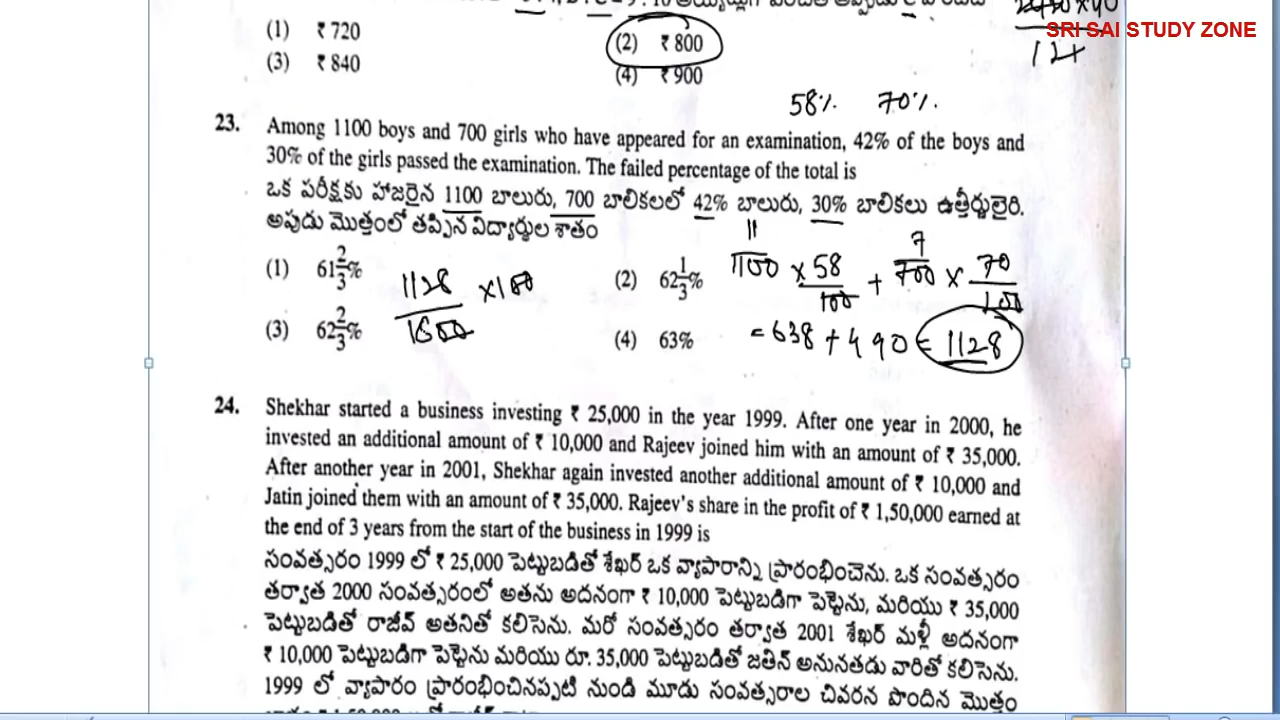 SRI SAI STUDY ZONE
(1) ₹ 720
(2) ₹ 800
(3) ₹ 840
(4) ₹ 900
58% 70%
23. Among 1100 boys and 700 girls who have appeared for an examination, 42% of the boys and
30% of the girls passed the examination. The failed percentage of the total is
ఒక పరీక్షకు హాజరైన 1100 బాలురు, 700 బాలికలలో 42% బాలురు, 30% బాలికలు ఉత్తీర్ణులైరి.
అపుడు మొత్తంలో తప్పిన విద్యార్థుల శాతం
(1) 61 2/3%
(2) 62 1/3%
(3) 62 2/3%
(4) 63%
11 7
1100 × 58/100 + 700 × 70/100
= 638 + 490 = 1128
1128/1800 × 100
24. Shekhar started a business investing ₹ 25,000 in the year 1999. After one year in 2000, he
invested an additional amount of ₹ 10,000 and Rajeev joined him with an amount of ₹ 35,000.
After another year in 2001, Shekhar again invested another additional amount of ₹ 10,000 and
Jatin joined them with an amount of ₹ 35,000. Rajeev's share in the profit of ₹ 1,50,000 earned at
the end of 3 years from the start of the business in 1999 is
సంవత్సరం 1999 లో ₹ 25,000 పెట్టుబడితో శేఖర్ ఒక వ్యాపారాన్ని ప్రారంభించెను. ఒక సంవత్సరం
తర్వాత 2000 సంవత్సరంలో అతను అదనంగా ₹ 10,000 పెట్టుబడిగా పెట్టెను, మరియు ₹ 35,000
పెట్టుబడితో రాజీవ్ అతనితో కలిసెను. మరో సంవత్సరం తర్వాత 2001 శేఖర్ మళ్లీ అదనంగా
₹ 10,000 పెట్టుబడిగా పెట్టెను మరియు రూ. 35,000 పెట్టుబడితో జతిన్ అనునతడు వారితో కలిసెను.
1999 లో వ్యాపారం ప్రారంభించినప్పటి నుండి మూడు సంవత్సరాల చివరన పొందిన మొత్తం